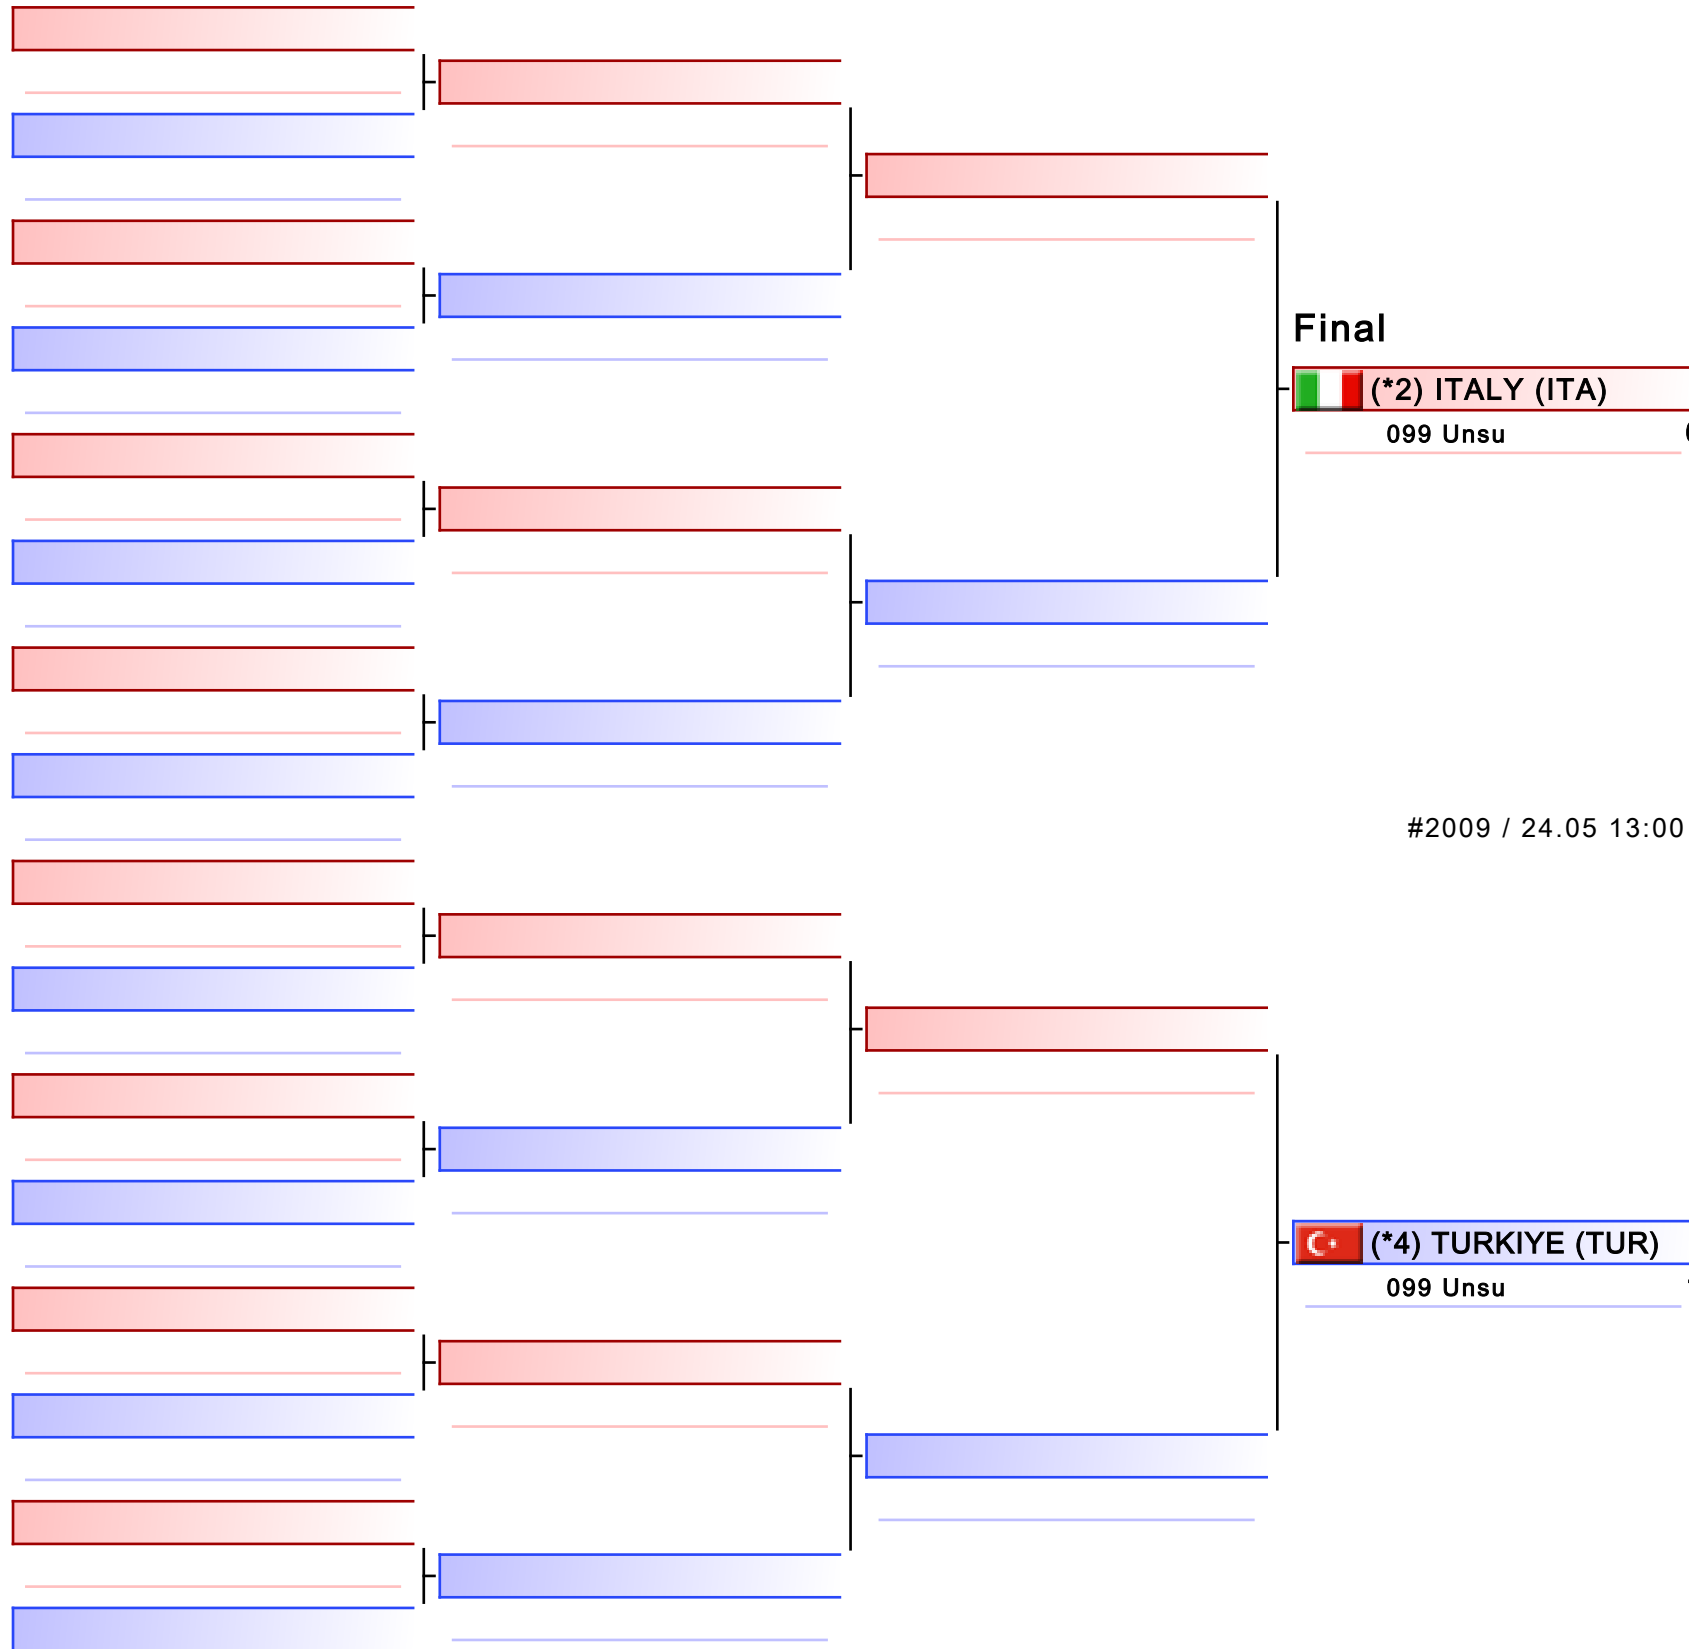 Final
(*2) ITALY (ITA)
099 Unsu
#2009 / 24.05 13:00
(*4) TURKIYE (TUR)
099 Unsu